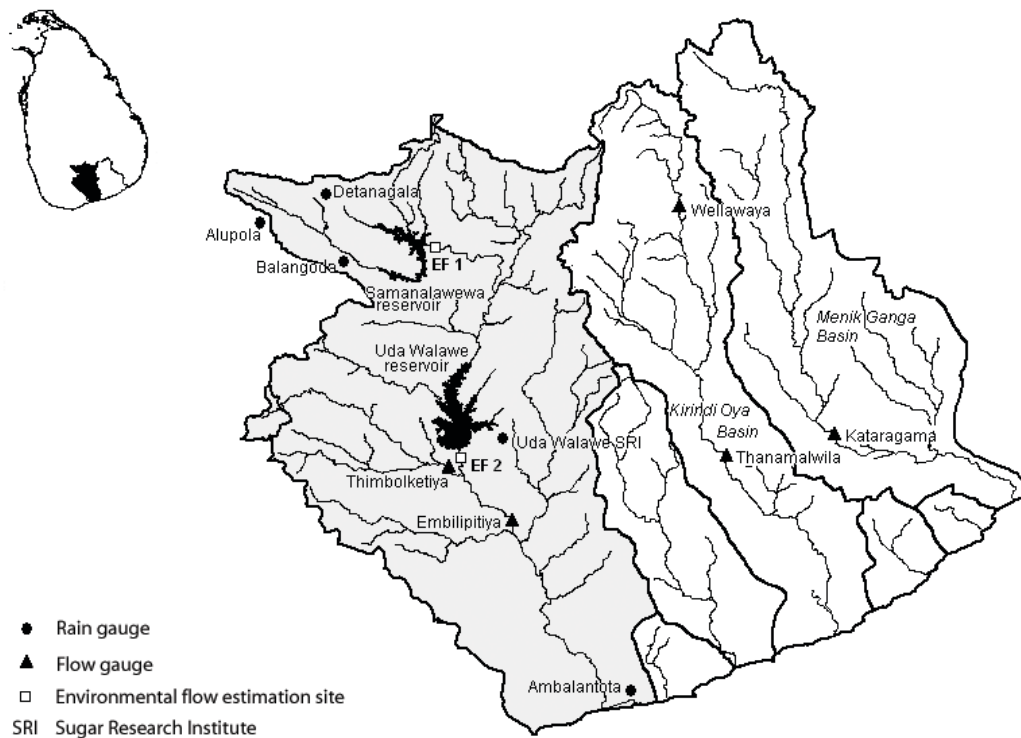 Detanagala
Alupola
Balangoda
EF 1
Samanalawewa
reservoir
Wellawaya
Menik Ganga
Basin
Uda Walawe
reservoir
Kirindi Oya
Basin
Uda Walawe SRI
Kataragama
Thanamalwila
EF 2
Thimbolketiya
Embilipitiya
Ambalantota
Rain gauge
Flow gauge
Environmental flow estimation site
SRI Sugar Research Institute